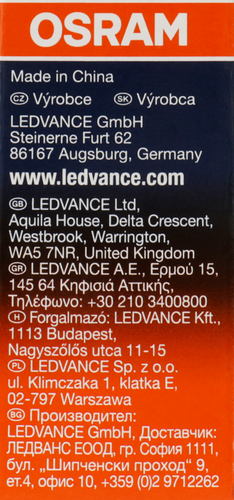 OSRAM
Made in China
CZ Výrobce SK Výrobca
LEDVANCE GmbH
Steinerne Furt 62
86167 Augsburg, Germany
www.ledvance.com
GB LEDVANCE Ltd,
Aquila House, Delta Crescent,
Westbrook, Warrington,
WA5 7NR, United Kingdom
GR LEDVANCE A.E., Ερμού 15,
145 64 Κηφισιά Αττικής,
Τηλέφωνο: +30 210 3400800
H Forgalmazó: LEDVANCE Kft.,
1113 Budapest,
Nagyszőlős utca 11-15
PL LEDVANCE Sp. z o.o.
ul. Klimczaka 1, klatka E,
02-797 Warszawa
BG Производител:
LEDVANCE GmbH, Доставчик:
ЛЕДВАНС ЕООД, гр. София 1111,
бул. „Шипченски проход" 9,
ет.4, офис 10, +359 (0)2 9712262